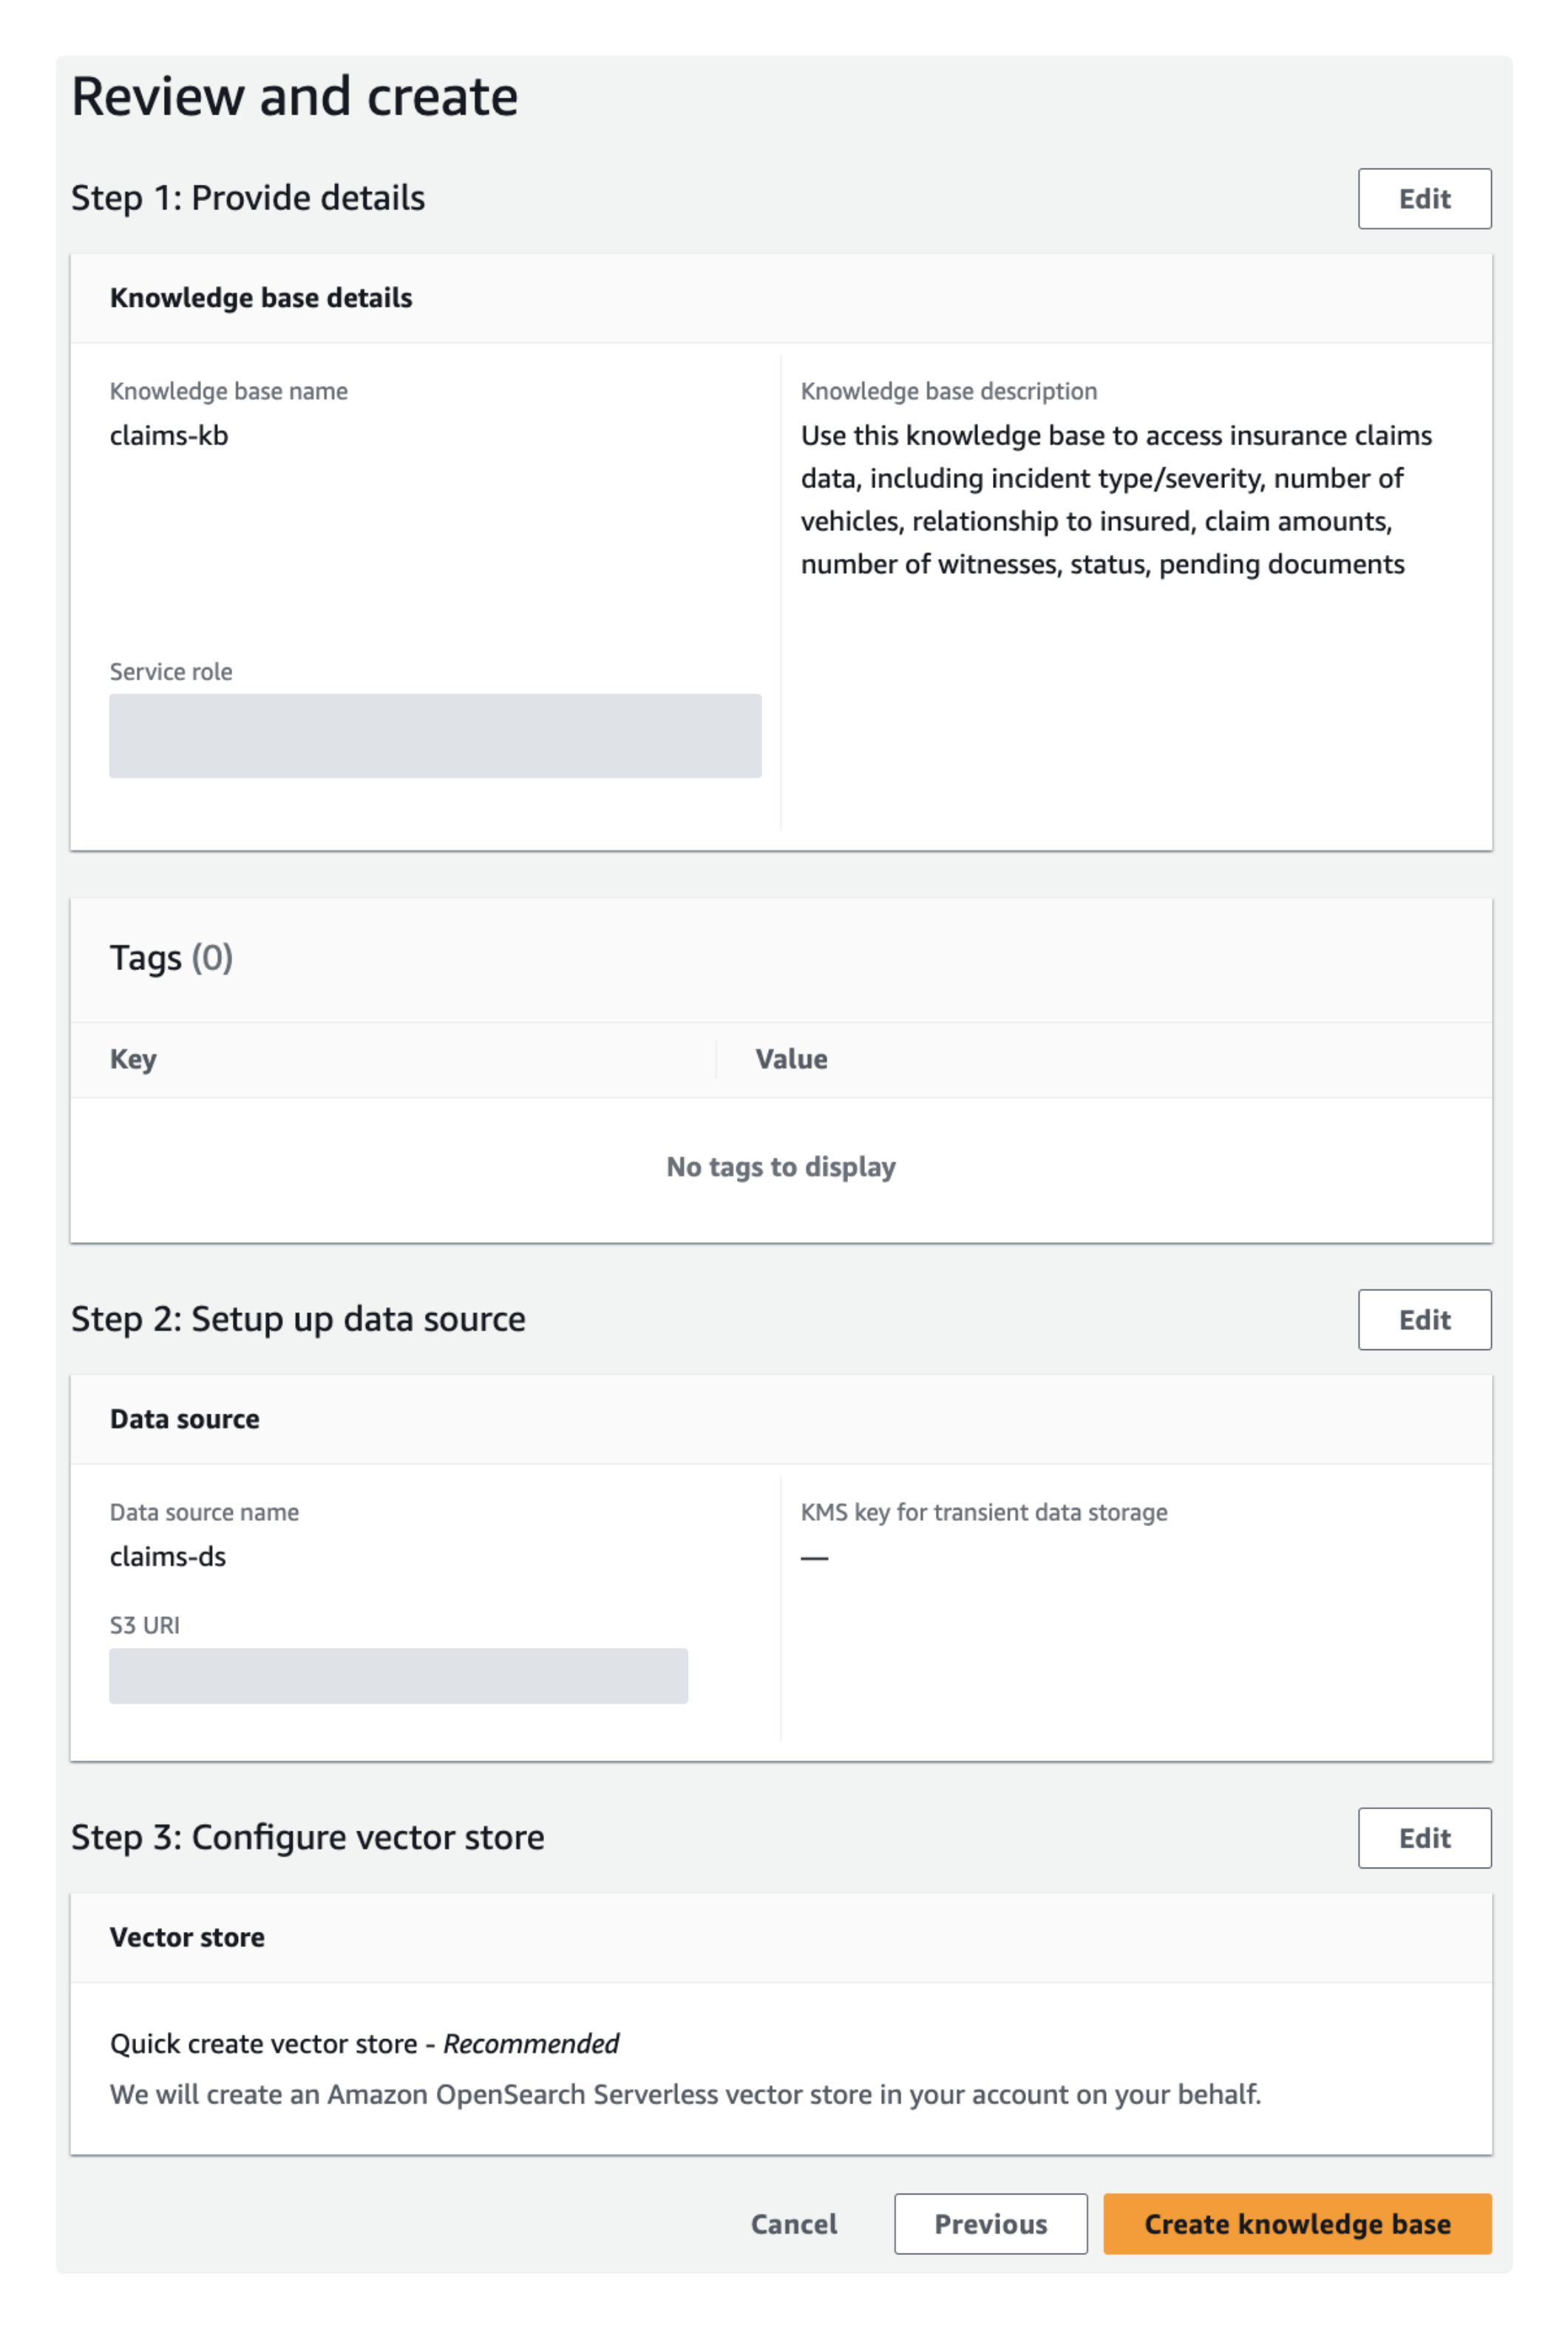 Review and create
Step 1: Provide details
Edit
Knowledge base details
Knowledge base name
claims-kb
Knowledge base description
Use this knowledge base to access insurance claims
data, including incident type/severity, number of
vehicles, relationship to insured, claim amounts,
number of witnesses, status, pending documents
Service role
Tags (0)
Key
Value
No tags to display
Step 2: Setup up data source
Edit
Data source
Data source name
claims-ds
KMS key for transient data storage
—
S3 URI
Step 3: Configure vector store
Edit
Vector store
Quick create vector store - Recommended
We will create an Amazon OpenSearch Serverless vector store in your account on your behalf.
Cancel
Previous
Create knowledge base